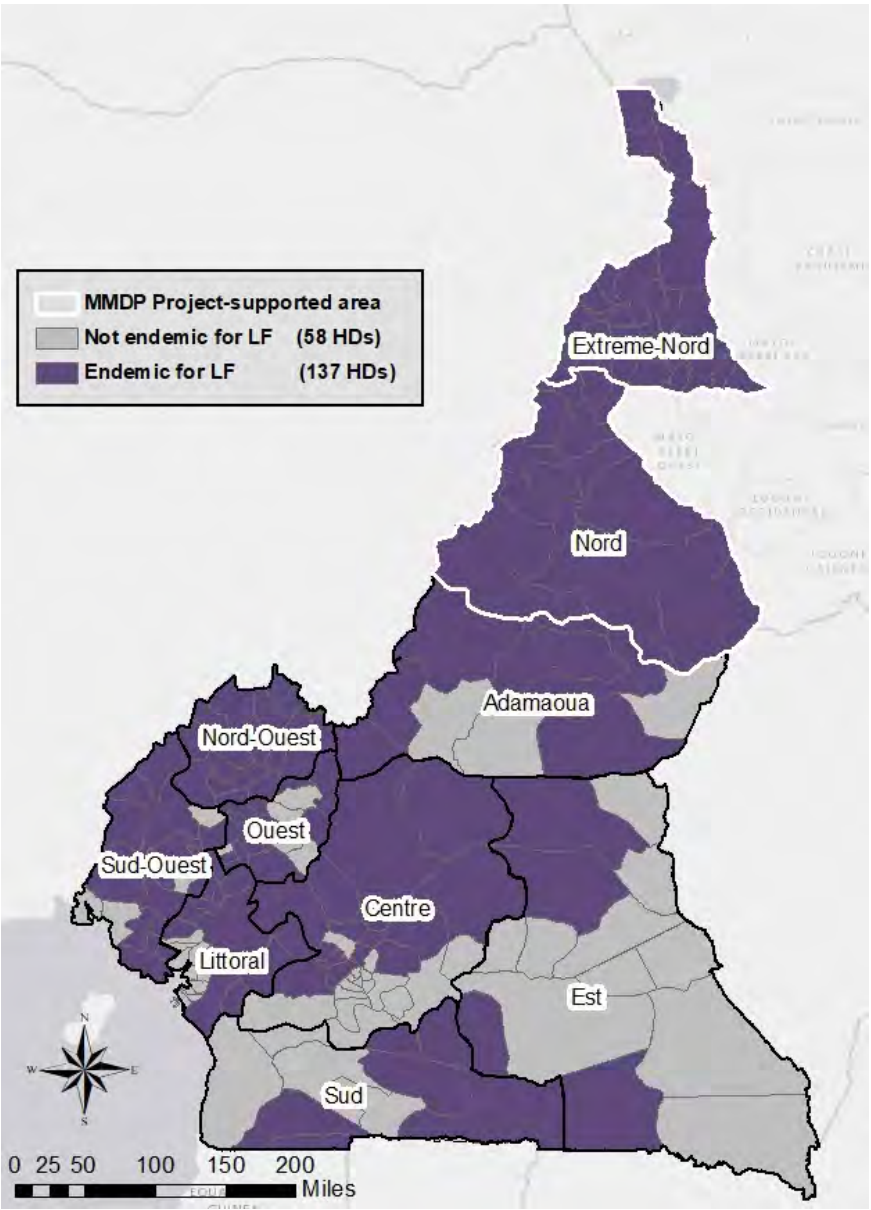 MMDP Project-supported area
Not endemic for LF (58 HDs)
Endemic for LF (137 HDs)
Extreme-Nord
Nord
Adamaoua
Nord-Ouest
Ouest
Sud-Ouest
Centre
Littoral
Est
Sud
N
W E
S
0 25 50 100 150 200
Miles